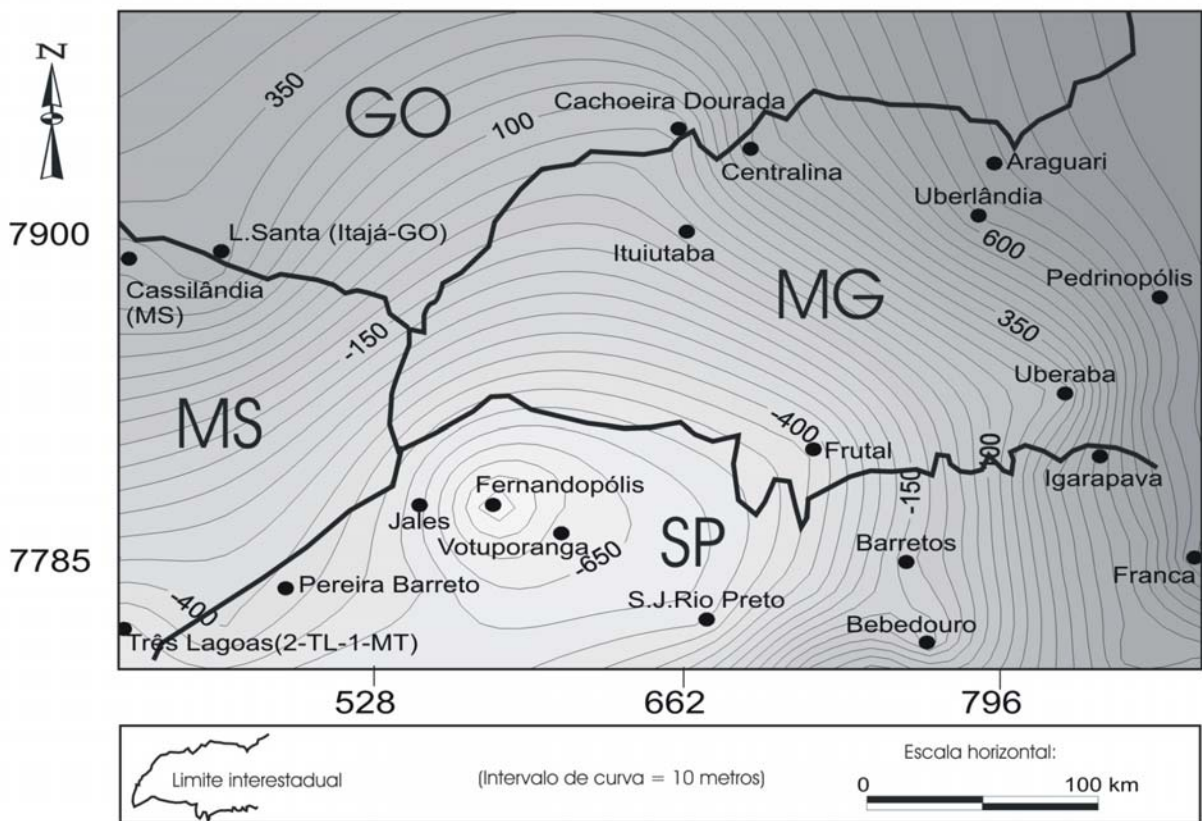 N
350
GO
Cachoeira Dourada
100
Centralina
Araguari
Uberlândia
7900
L.Santa (Itajá-GO)
Ituiutaba
600
Cassilândia
(MS)
MG
Pedrinopólis
-150
350
Uberaba
MS
-400
Frutal
100
Igarapava
Fernandopólis
-150
Jales
Votuporanga
SP
-650
Barretos
7785
Franca
Pereira Barreto
-400
S.J.Rio Preto
Três Lagoas(2-TL-1-MT)
Bebedouro
528
662
796
Limite interestadual
(Intervalo de curva = 10 metros)
Escala horizontal:
0
100 km